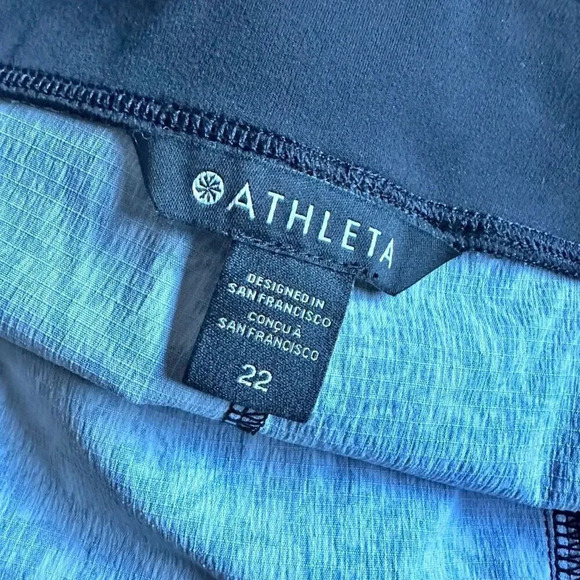 ATHLETA
DESIGNED IN
SAN FRANCISCO
CONÇU À
SAN FRANCISCO
22